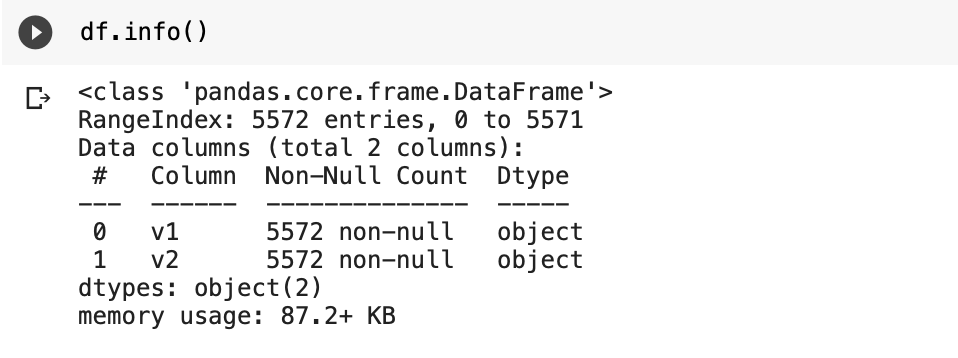 df.info()
<class 'pandas.core.frame.DataFrame'>
RangeIndex: 5572 entries, 0 to 5571
Data columns (total 2 columns):
 #   Column  Non-Null Count  Dtype
---  ------  --------------  -----
 0   v1      5572 non-null   object
 1   v2      5572 non-null   object
dtypes: object(2)
memory usage: 87.2+ KB